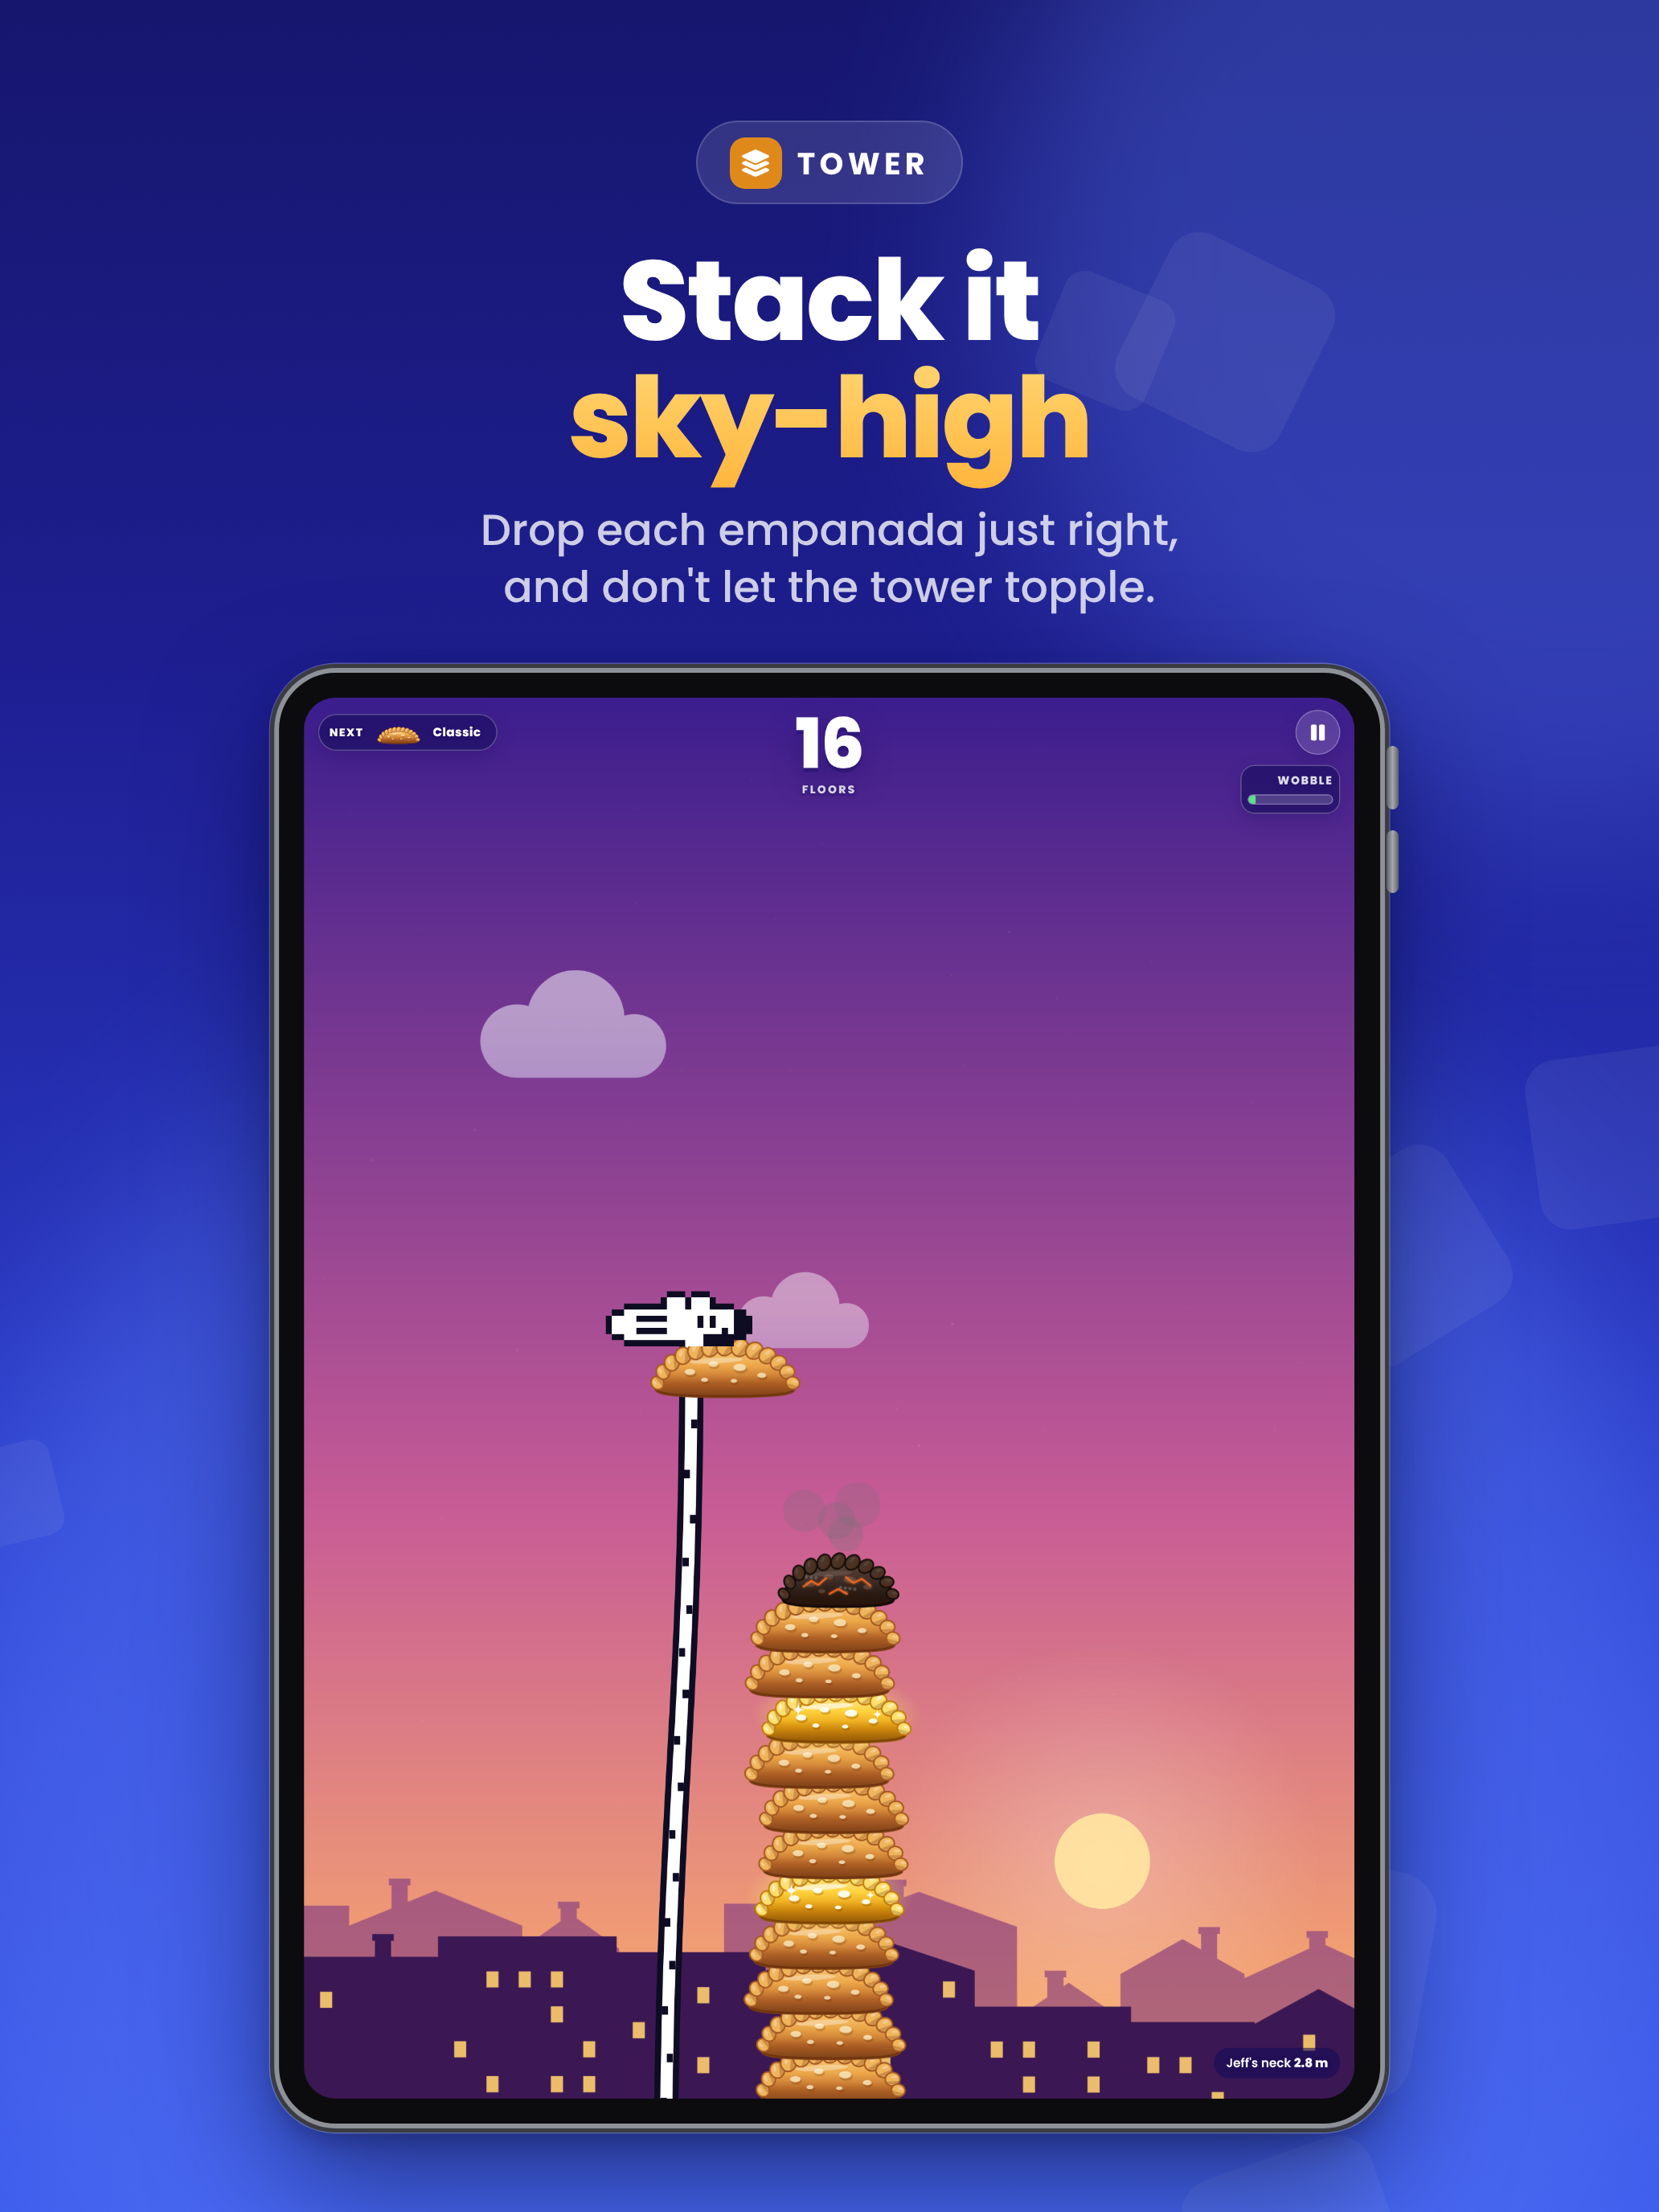 TOWER
Stack it
sky-high
Drop each empanada just right,
and don't let the tower topple.
NEXT Classic
16
FLOORS
WOBBLE
Jeff's neck 2.8 m